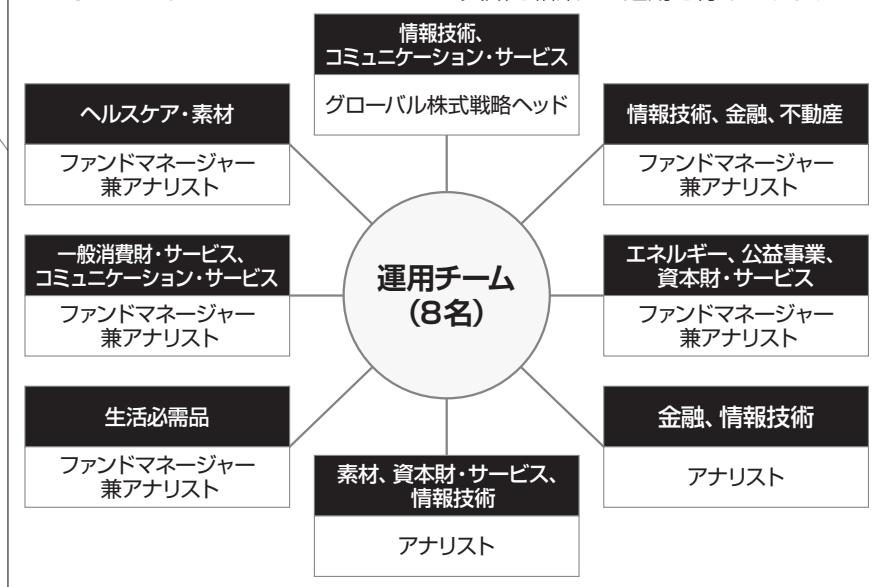 情報技術、
コミュニケーション・サービス
グローバル株式戦略ヘッド
ヘルスケア・素材
ファンドマネージャー
兼アナリスト
情報技術、金融、不動産
ファンドマネージャー
兼アナリスト
一般消費財・サービス、
コミュニケーション・サービス
ファンドマネージャー
兼アナリスト
運用チーム
(8名)
エネルギー、公益事業、
資本財・サービス
ファンドマネージャー
兼アナリスト
生活必需品
ファンドマネージャー
兼アナリスト
素材、資本財・サービス、
情報技術
アナリスト
金融、情報技術
アナリスト